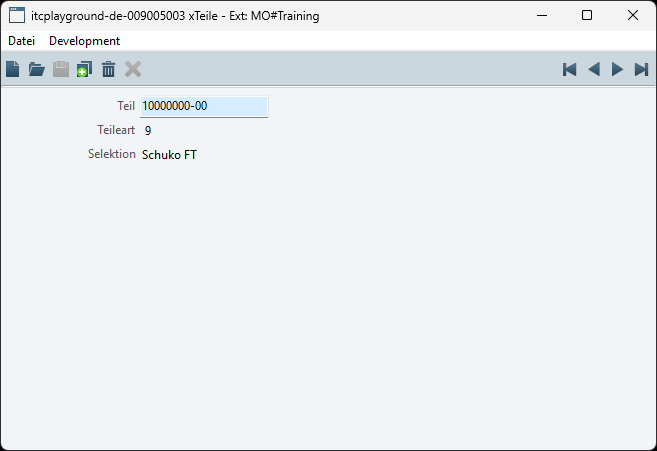 itcplayground-de-009005003 xTeile - Ext: MO#Training
Datei Development
Teil 10000000-00
Teileart 9
Selektion Schuko FT